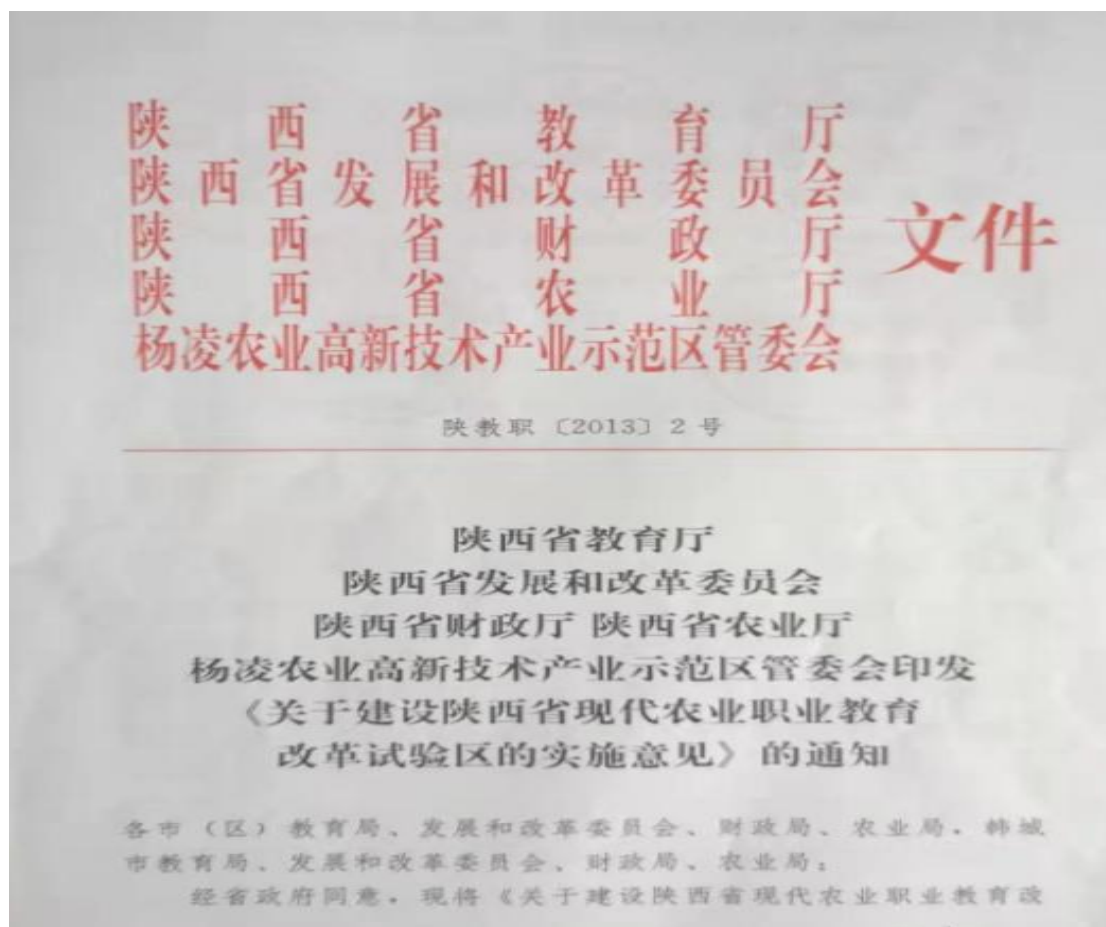 陕西省教育厅
陕西省发展和改革委员会
陕西省财政厅
陕西省农业厅
杨凌农业高新技术产业示范区管委会
文件
陕教职〔2013〕2号
陕西省教育厅
陕西省发展和改革委员会
陕西省财政厅 陕西省农业厅
杨凌农业高新技术产业示范区管委会印发
《关于建设陕西省现代农业职业教育
改革试验区的实施意见》的通知
各市（区）教育局、发展和改革委员会、财政局、农业局，韩城
市教育局、发展和改革委员会、财政局、农业局：
经省政府同意，现将《关于建设陕西省现代农业职业教育改